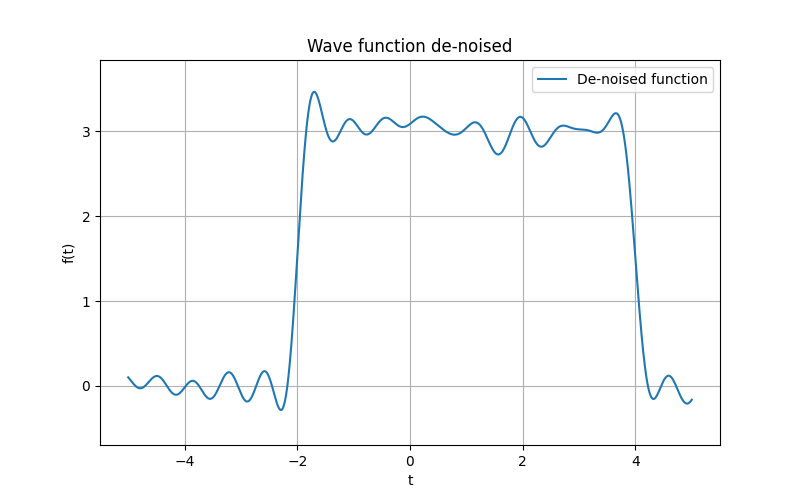 Wave function de-noised
De-noised function
f(t)
3
2
1
0
−4
−2
0
2
4
t